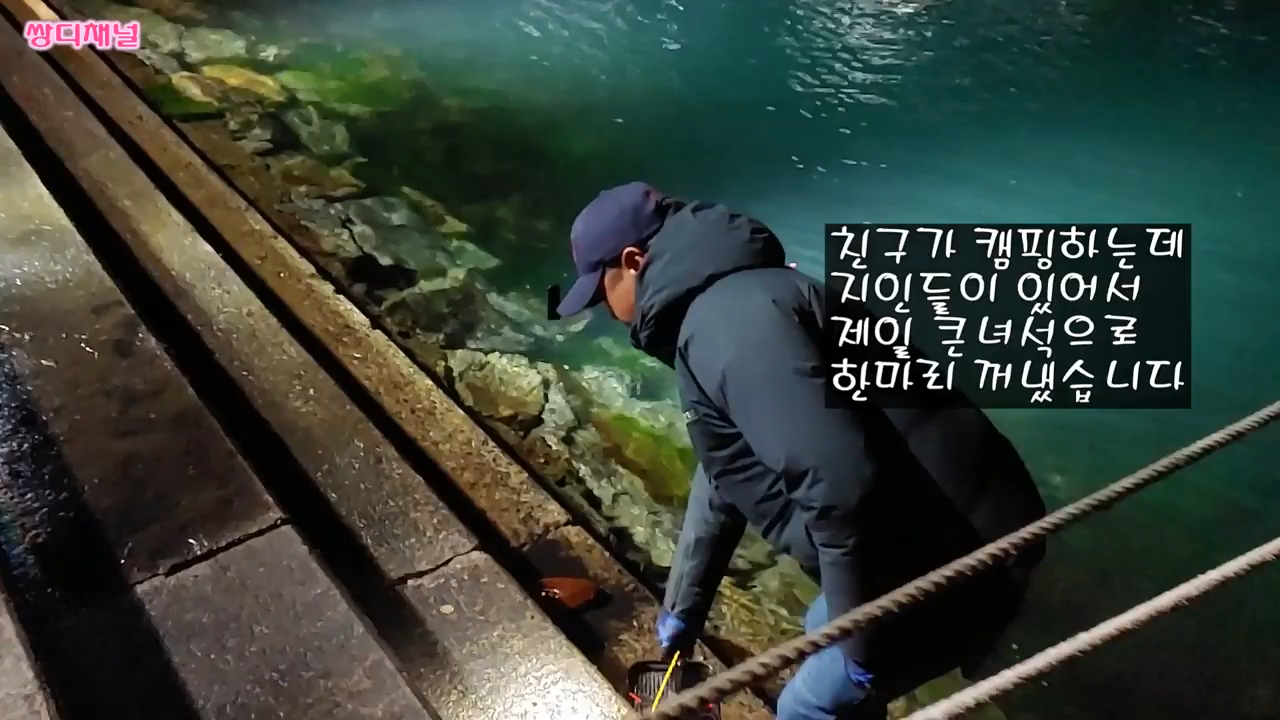 쌍디채널
친구가 캠핑하는데
지인들이 있어서
제일 큰녀석으로
한마리 꺼냈습니다